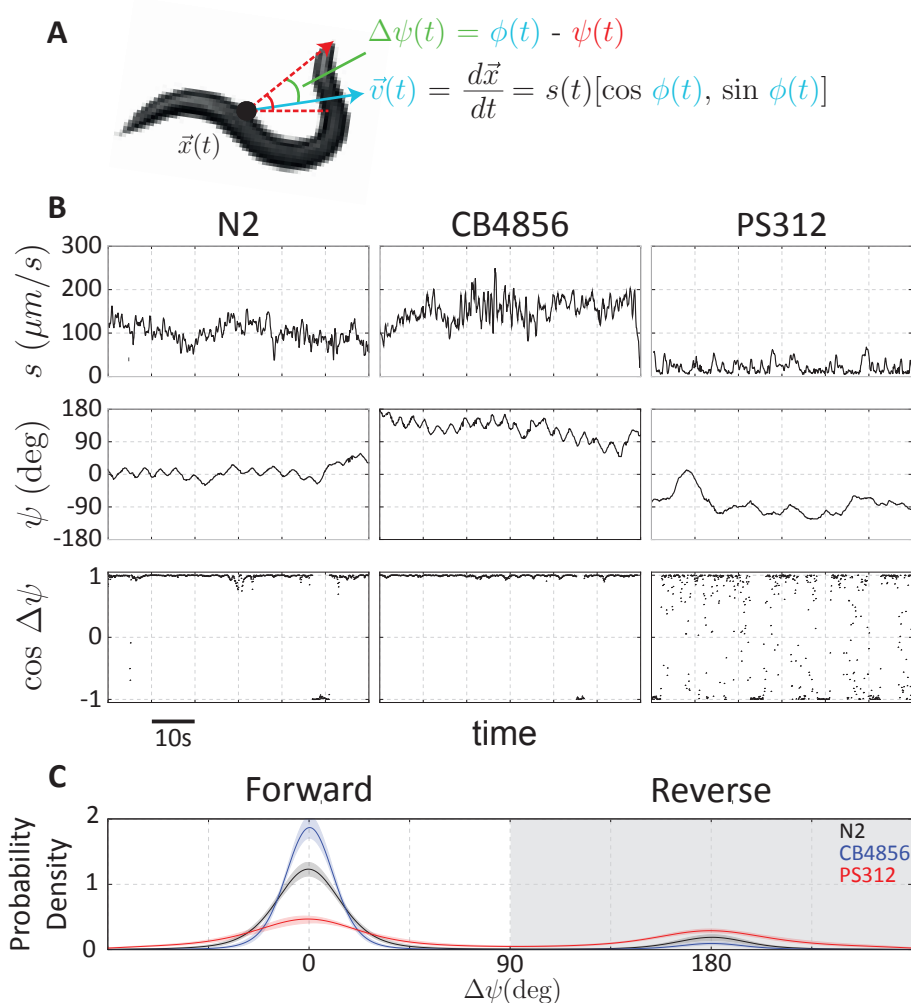 A
Δψ(t) = ϕ(t) - ψ(t)
v⃗(t) = dx⃗/dt = s(t)[cos ϕ(t), sin ϕ(t)]
x⃗(t)
B
N2 CB4856 PS312
s (μm/s)
300
200
100
0
ψ (deg)
180
90
0
-90
-180
cos Δψ
1
0
-1
10s
time
C
Forward Reverse
Probability
Density
2
1
0
N2
CB4856
PS312
0 90 180
Δψ(deg)